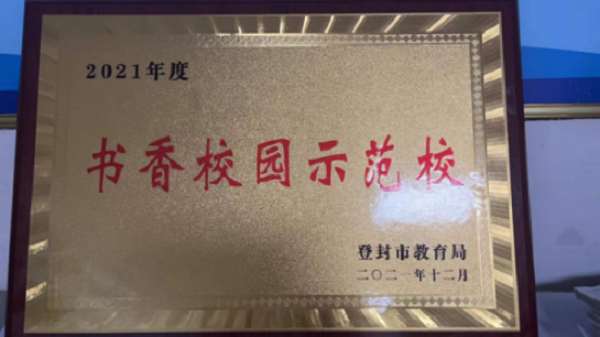 2021年度
书香校园示范校
登封市教育局
二〇二一年十二月